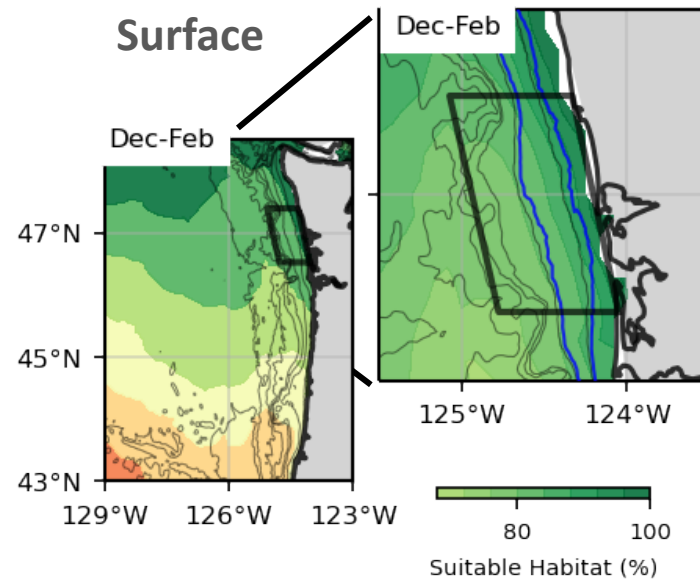 Surface
Dec-Feb
47°N
45°N
43°N
129°W 126°W 123°W
Dec-Feb
125°W 124°W
80 100
Suitable Habitat (%)